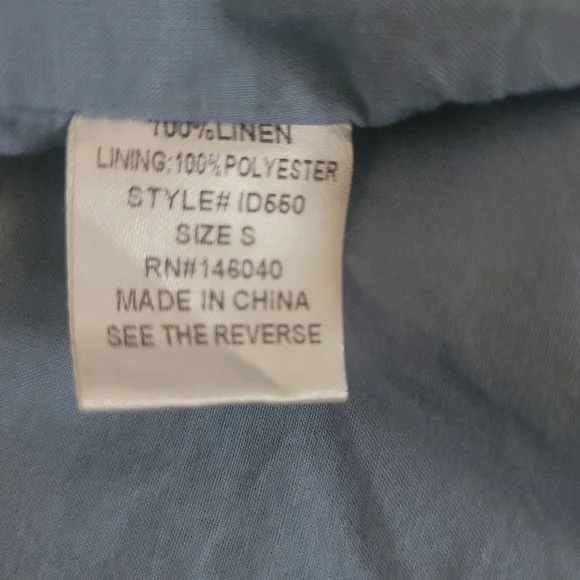 100%LINEN
LINING:100%POLYESTER
STYLE# ID550
SIZE S
RN#146040
MADE IN CHINA
SEE THE REVERSE